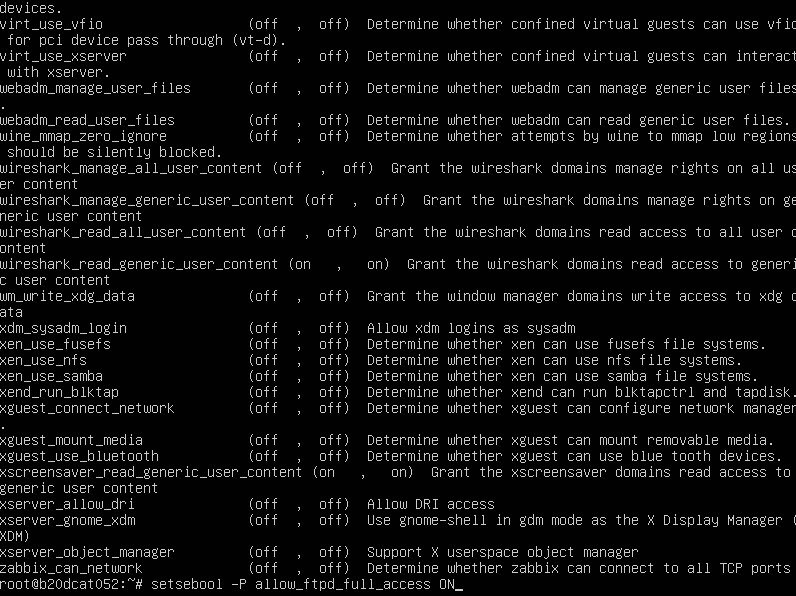 devices.
virt_use_vfio                  (off  ,  off)  Determine whether confined virtual guests can use vfio
 for pci device pass through (vt-d).
virt_use_xserver               (off  ,  off)  Determine whether confined virtual guests can interact
 with xserver.
webadm_manage_user_files       (off  ,  off)  Determine whether webadm can manage generic user files
.
webadm_read_user_files         (off  ,  off)  Determine whether webadm can read generic user files.
wine_mmap_zero_ignore          (off  ,  off)  Determine whether attempts by wine to mmap low regions
 should be silently blocked.
wireshark_manage_all_user_content (off  ,  off)  Grant the wireshark domains manage rights on all us
er content
wireshark_manage_generic_user_content (off  ,  off)  Grant the wireshark domains manage rights on ge
neric user content
wireshark_read_all_user_content (off  ,  off)  Grant the wireshark domains read access to all user c
ontent
wireshark_read_generic_user_content (on   ,   on)  Grant the wireshark domains read access to generi
c user content
wm_write_xdg_data              (off  ,  off)  Grant the window manager domains write access to xdg d
ata
xdm_sysadm_login               (off  ,  off)  Allow xdm logins as sysadm
xen_use_fusefs                 (off  ,  off)  Determine whether xen can use fusefs file systems.
xen_use_nfs                    (off  ,  off)  Determine whether xen can use nfs file systems.
xen_use_samba                  (off  ,  off)  Determine whether xen can use samba file systems.
xend_run_blktap                (off  ,  off)  Determine whether xend can run blktapctrl and tapdisk.
xguest_connect_network         (off  ,  off)  Determine whether xguest can configure network manager
.
xguest_mount_media             (off  ,  off)  Determine whether xguest can mount removable media.
xguest_use_bluetooth           (off  ,  off)  Determine whether xguest can use blue tooth devices.
xscreensaver_read_generic_user_content (on   ,   on)  Grant the xscreensaver domains read access to
generic user content
xserver_allow_dri              (off  ,  off)  Allow DRI access
xserver_gnome_xdm              (off  ,  off)  Use gnome-shell in gdm mode as the X Display Manager (
XDM)
xserver_object_manager         (off  ,  off)  Support X userspace object manager
zabbix_can_network             (off  ,  off)  Determine whether zabbix can connect to all TCP ports
root@b20dcat052:~# setsebool -P allow_ftpd_full_access ON_